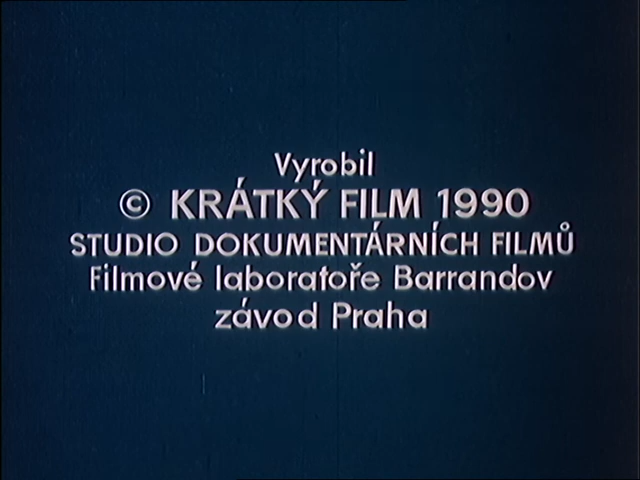 Vyrobil
© KRÁTKÝ FILM 1990
STUDIO DOKUMENTÁRNÍCH FILMŮ
Filmové laboratoře Barrandov
závod Praha